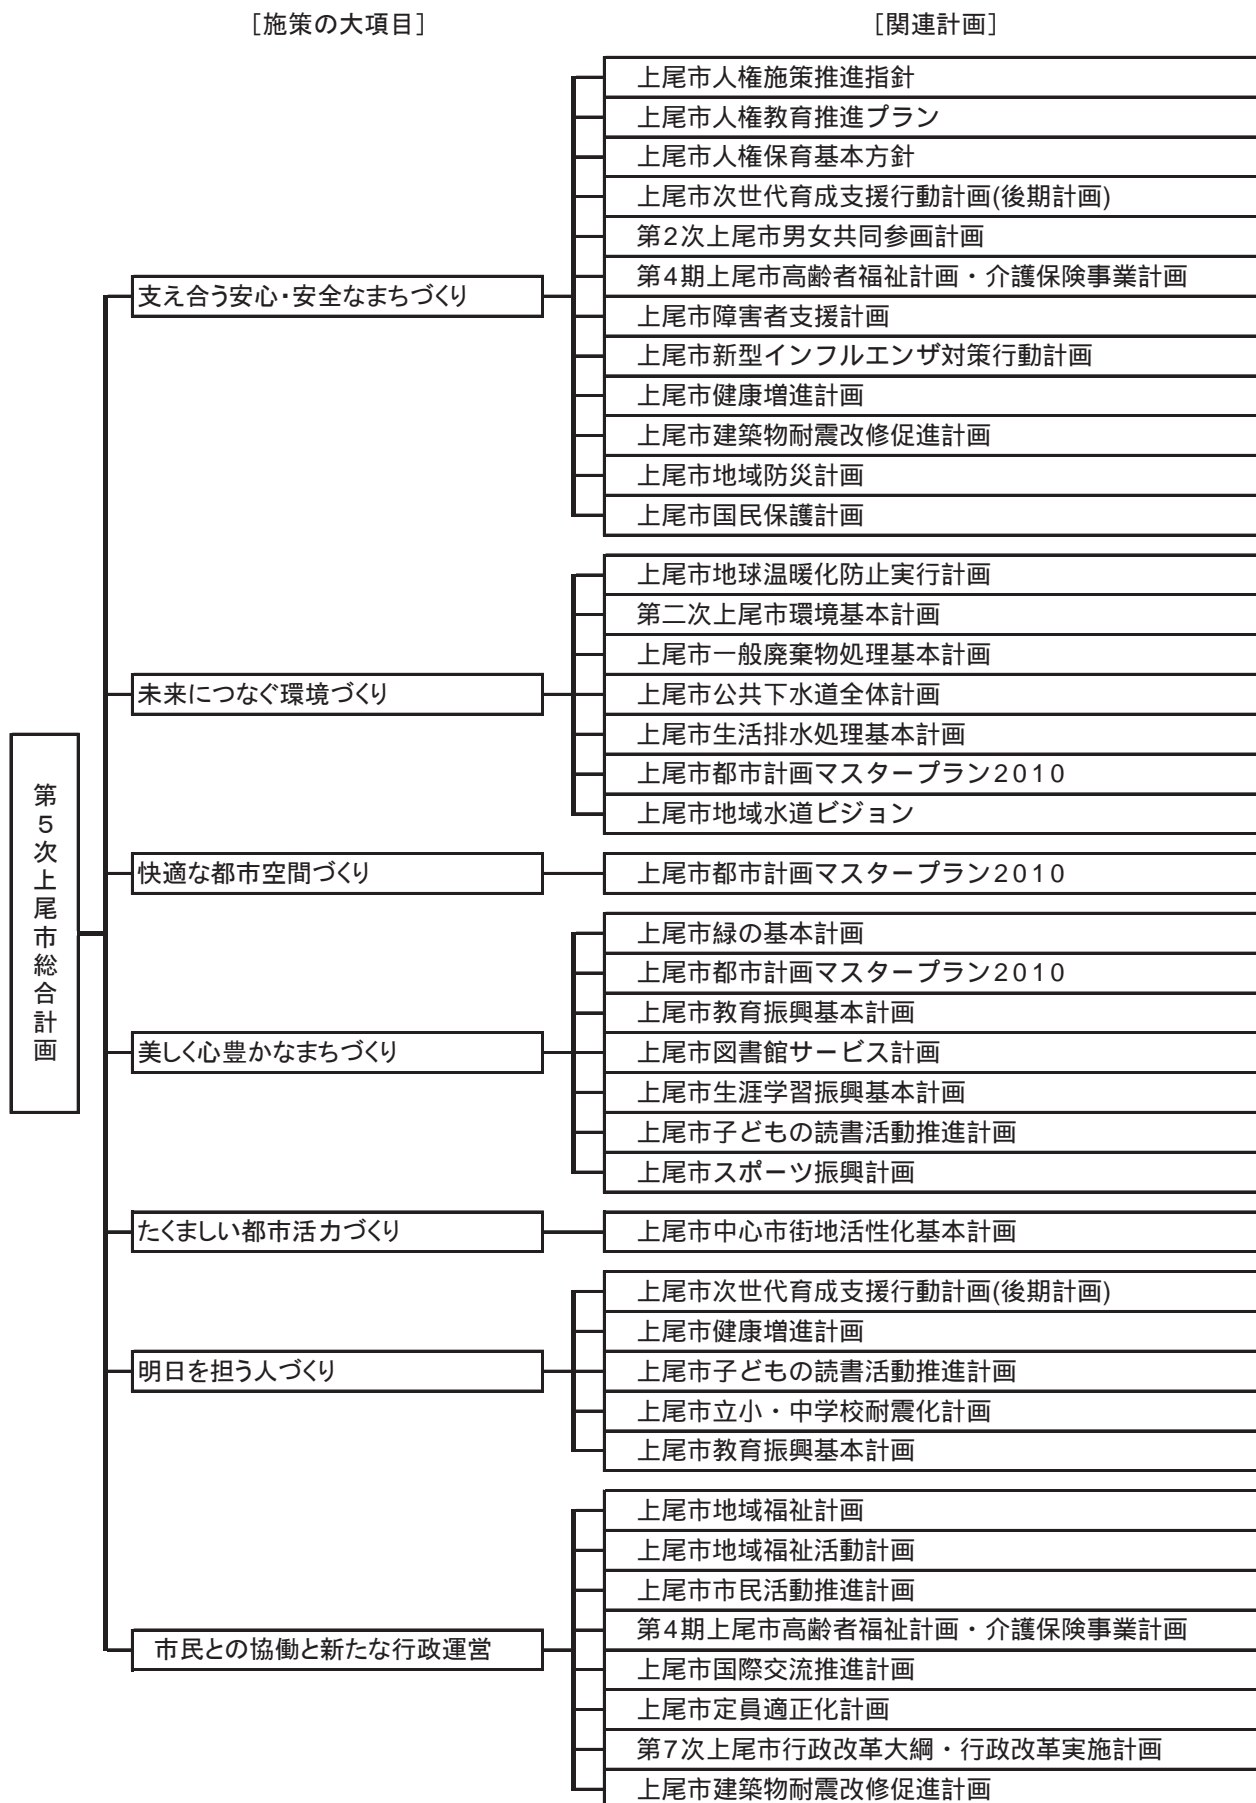 ［施策の大項目］
［関連計画］
第5次上尾市総合計画
支え合う安心・安全なまちづくり
上尾市人権施策推進指針
上尾市人権教育推進プラン
上尾市人権保育基本方針
上尾市次世代育成支援行動計画(後期計画)
第2次上尾市男女共同参画計画
第4期上尾市高齢者福祉計画・介護保険事業計画
上尾市障害者支援計画
上尾市新型インフルエンザ対策行動計画
上尾市健康増進計画
上尾市建築物耐震改修促進計画
上尾市地域防災計画
上尾市国民保護計画
未来につなぐ環境づくり
上尾市地球温暖化防止実行計画
第二次上尾市環境基本計画
上尾市一般廃棄物処理基本計画
上尾市公共下水道全体計画
上尾市生活排水処理基本計画
上尾市都市計画マスタープラン2010
上尾市地域水道ビジョン
快適な都市空間づくり
上尾市都市計画マスタープラン2010
美しく心豊かなまちづくり
上尾市緑の基本計画
上尾市都市計画マスタープラン2010
上尾市教育振興基本計画
上尾市図書館サービス計画
上尾市生涯学習振興基本計画
上尾市子どもの読書活動推進計画
上尾市スポーツ振興計画
たくましい都市活力づくり
上尾市中心市街地活性化基本計画
明日を担う人づくり
上尾市次世代育成支援行動計画(後期計画)
上尾市健康増進計画
上尾市子どもの読書活動推進計画
上尾市立小・中学校耐震化計画
上尾市教育振興基本計画
市民との協働と新たな行政運営
上尾市地域福祉計画
上尾市地域福祉活動計画
上尾市市民活動推進計画
第4期上尾市高齢者福祉計画・介護保険事業計画
上尾市国際交流推進計画
上尾市定員適正化計画
第7次上尾市行政改革大綱・行政改革実施計画
上尾市建築物耐震改修促進計画